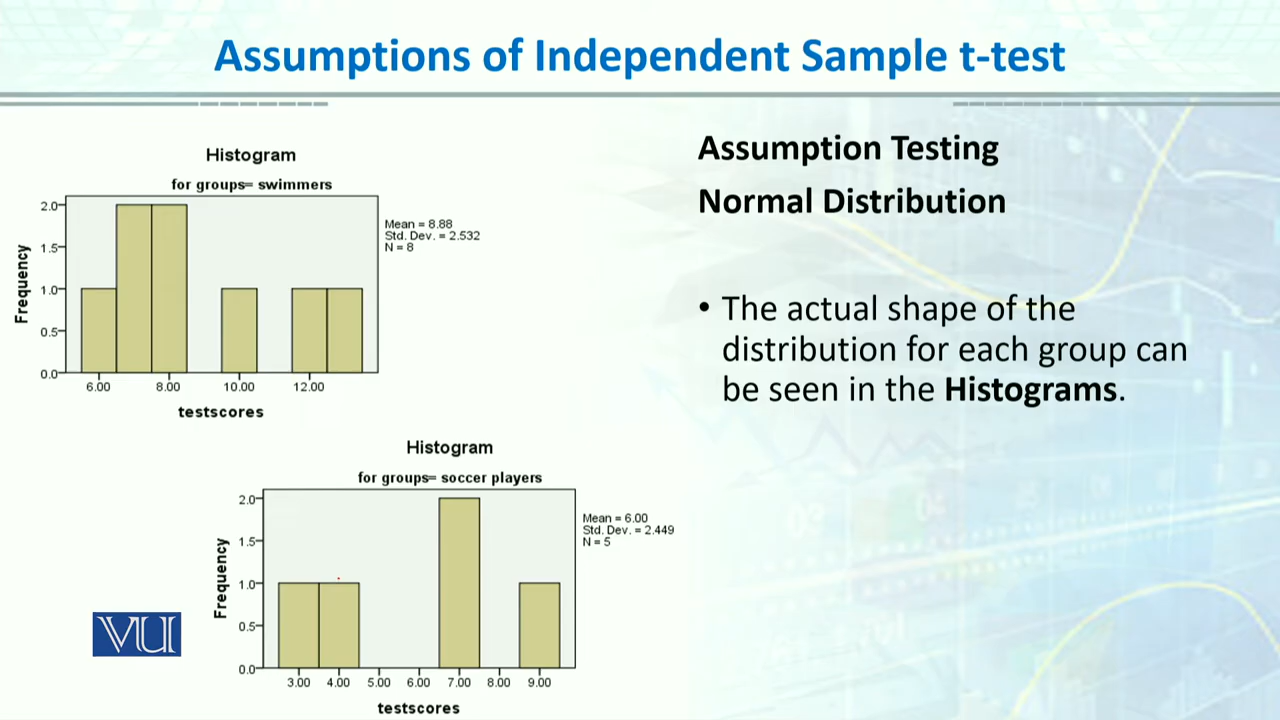 Assumptions of Independent Sample t-test
Histogram
for groups= swimmers
Frequency
2.0
1.5
1.0
0.5
0.0
6.00 8.00 10.00 12.00
testscores
Mean = 8.88
Std. Dev. = 2.532
N = 8
Histogram
for groups= soccer players
Frequency
2.0
1.5
1.0
0.5
0.0
3.00 4.00 5.00 6.00 7.00 8.00 9.00
testscores
Mean = 6.00
Std. Dev. = 2.449
N = 5
VU
Assumption Testing
Normal Distribution
• The actual shape of the
distribution for each group can
be seen in the Histograms.